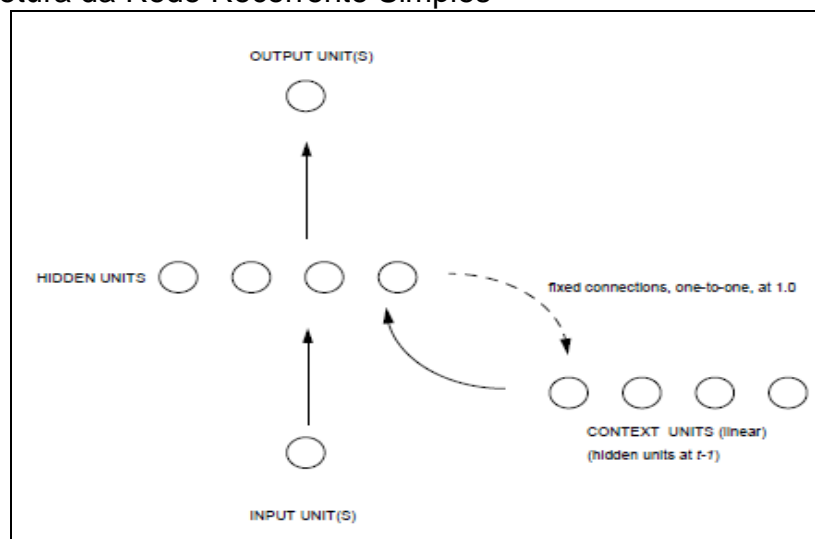 OUTPUT UNIT(S)
HIDDEN UNITS
fixed connections, one-to-one, at 1.0
CONTEXT UNITS (linear)
(hidden units at t-1)
INPUT UNIT(S)